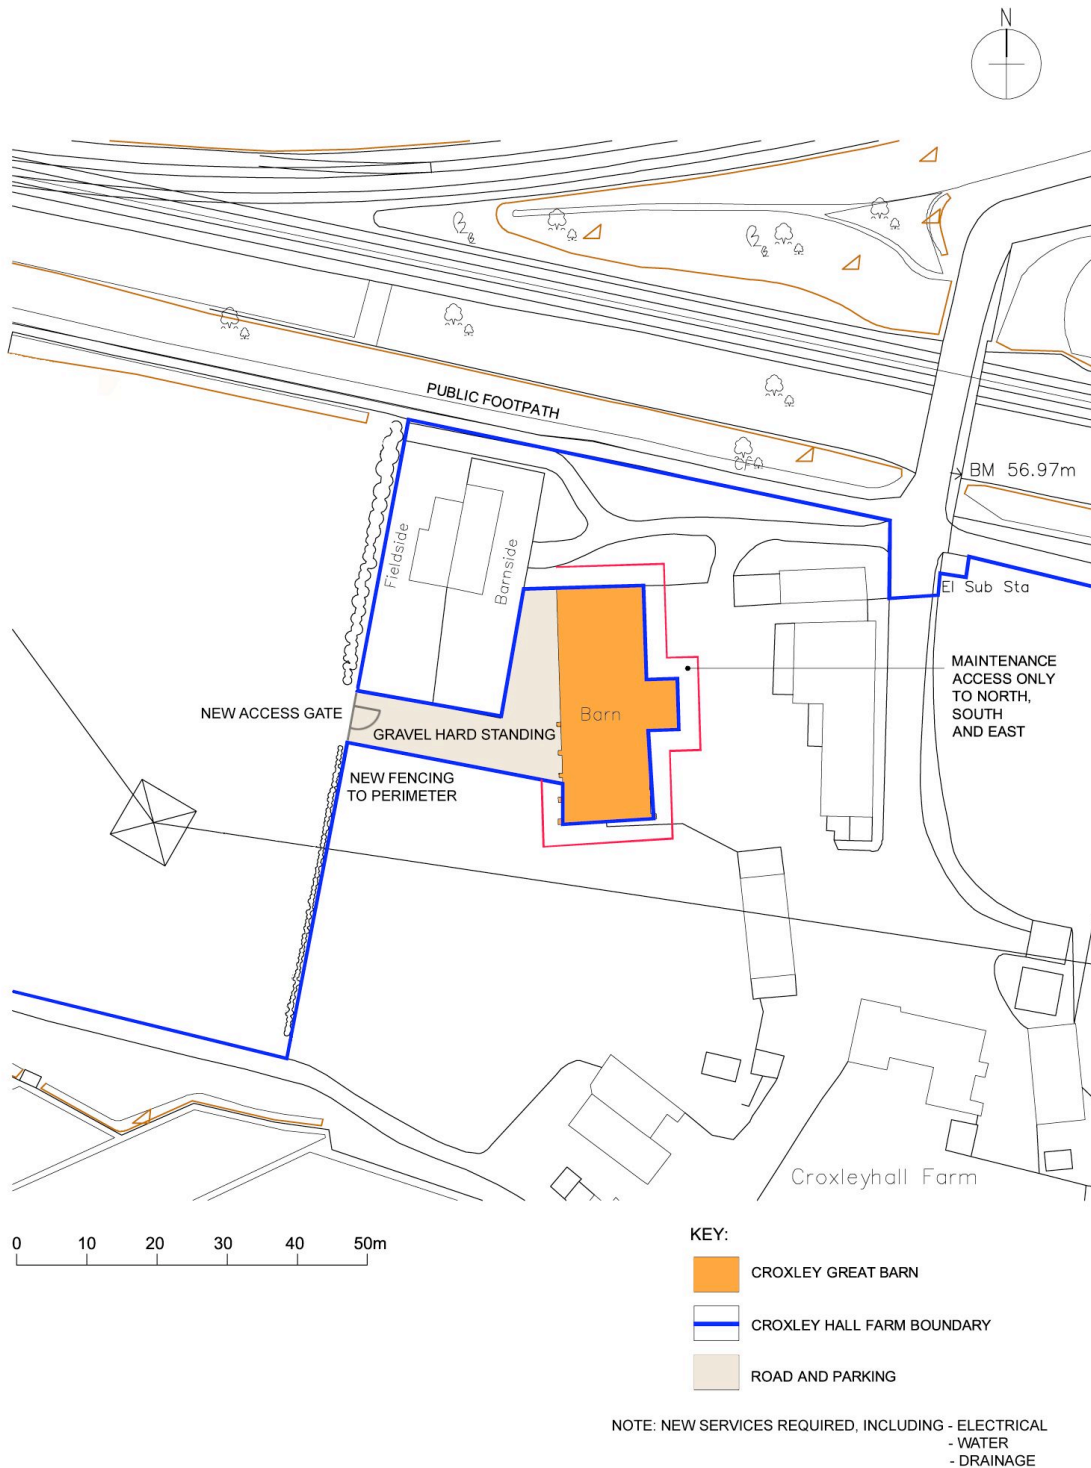 N
PUBLIC FOOTPATH
CF
BM 56.97m
Fieldside
Barnside
El Sub Sta
MAINTENANCE
ACCESS ONLY
TO NORTH,
SOUTH
AND EAST
NEW ACCESS GATE
Barn
GRAVEL HARD STANDING
NEW FENCING
TO PERIMETER
Croxleyhall Farm
0 10 20 30 40 50m
KEY:
CROXLEY GREAT BARN
CROXLEY HALL FARM BOUNDARY
ROAD AND PARKING
NOTE: NEW SERVICES REQUIRED, INCLUDING - ELECTRICAL
- WATER
- DRAINAGE